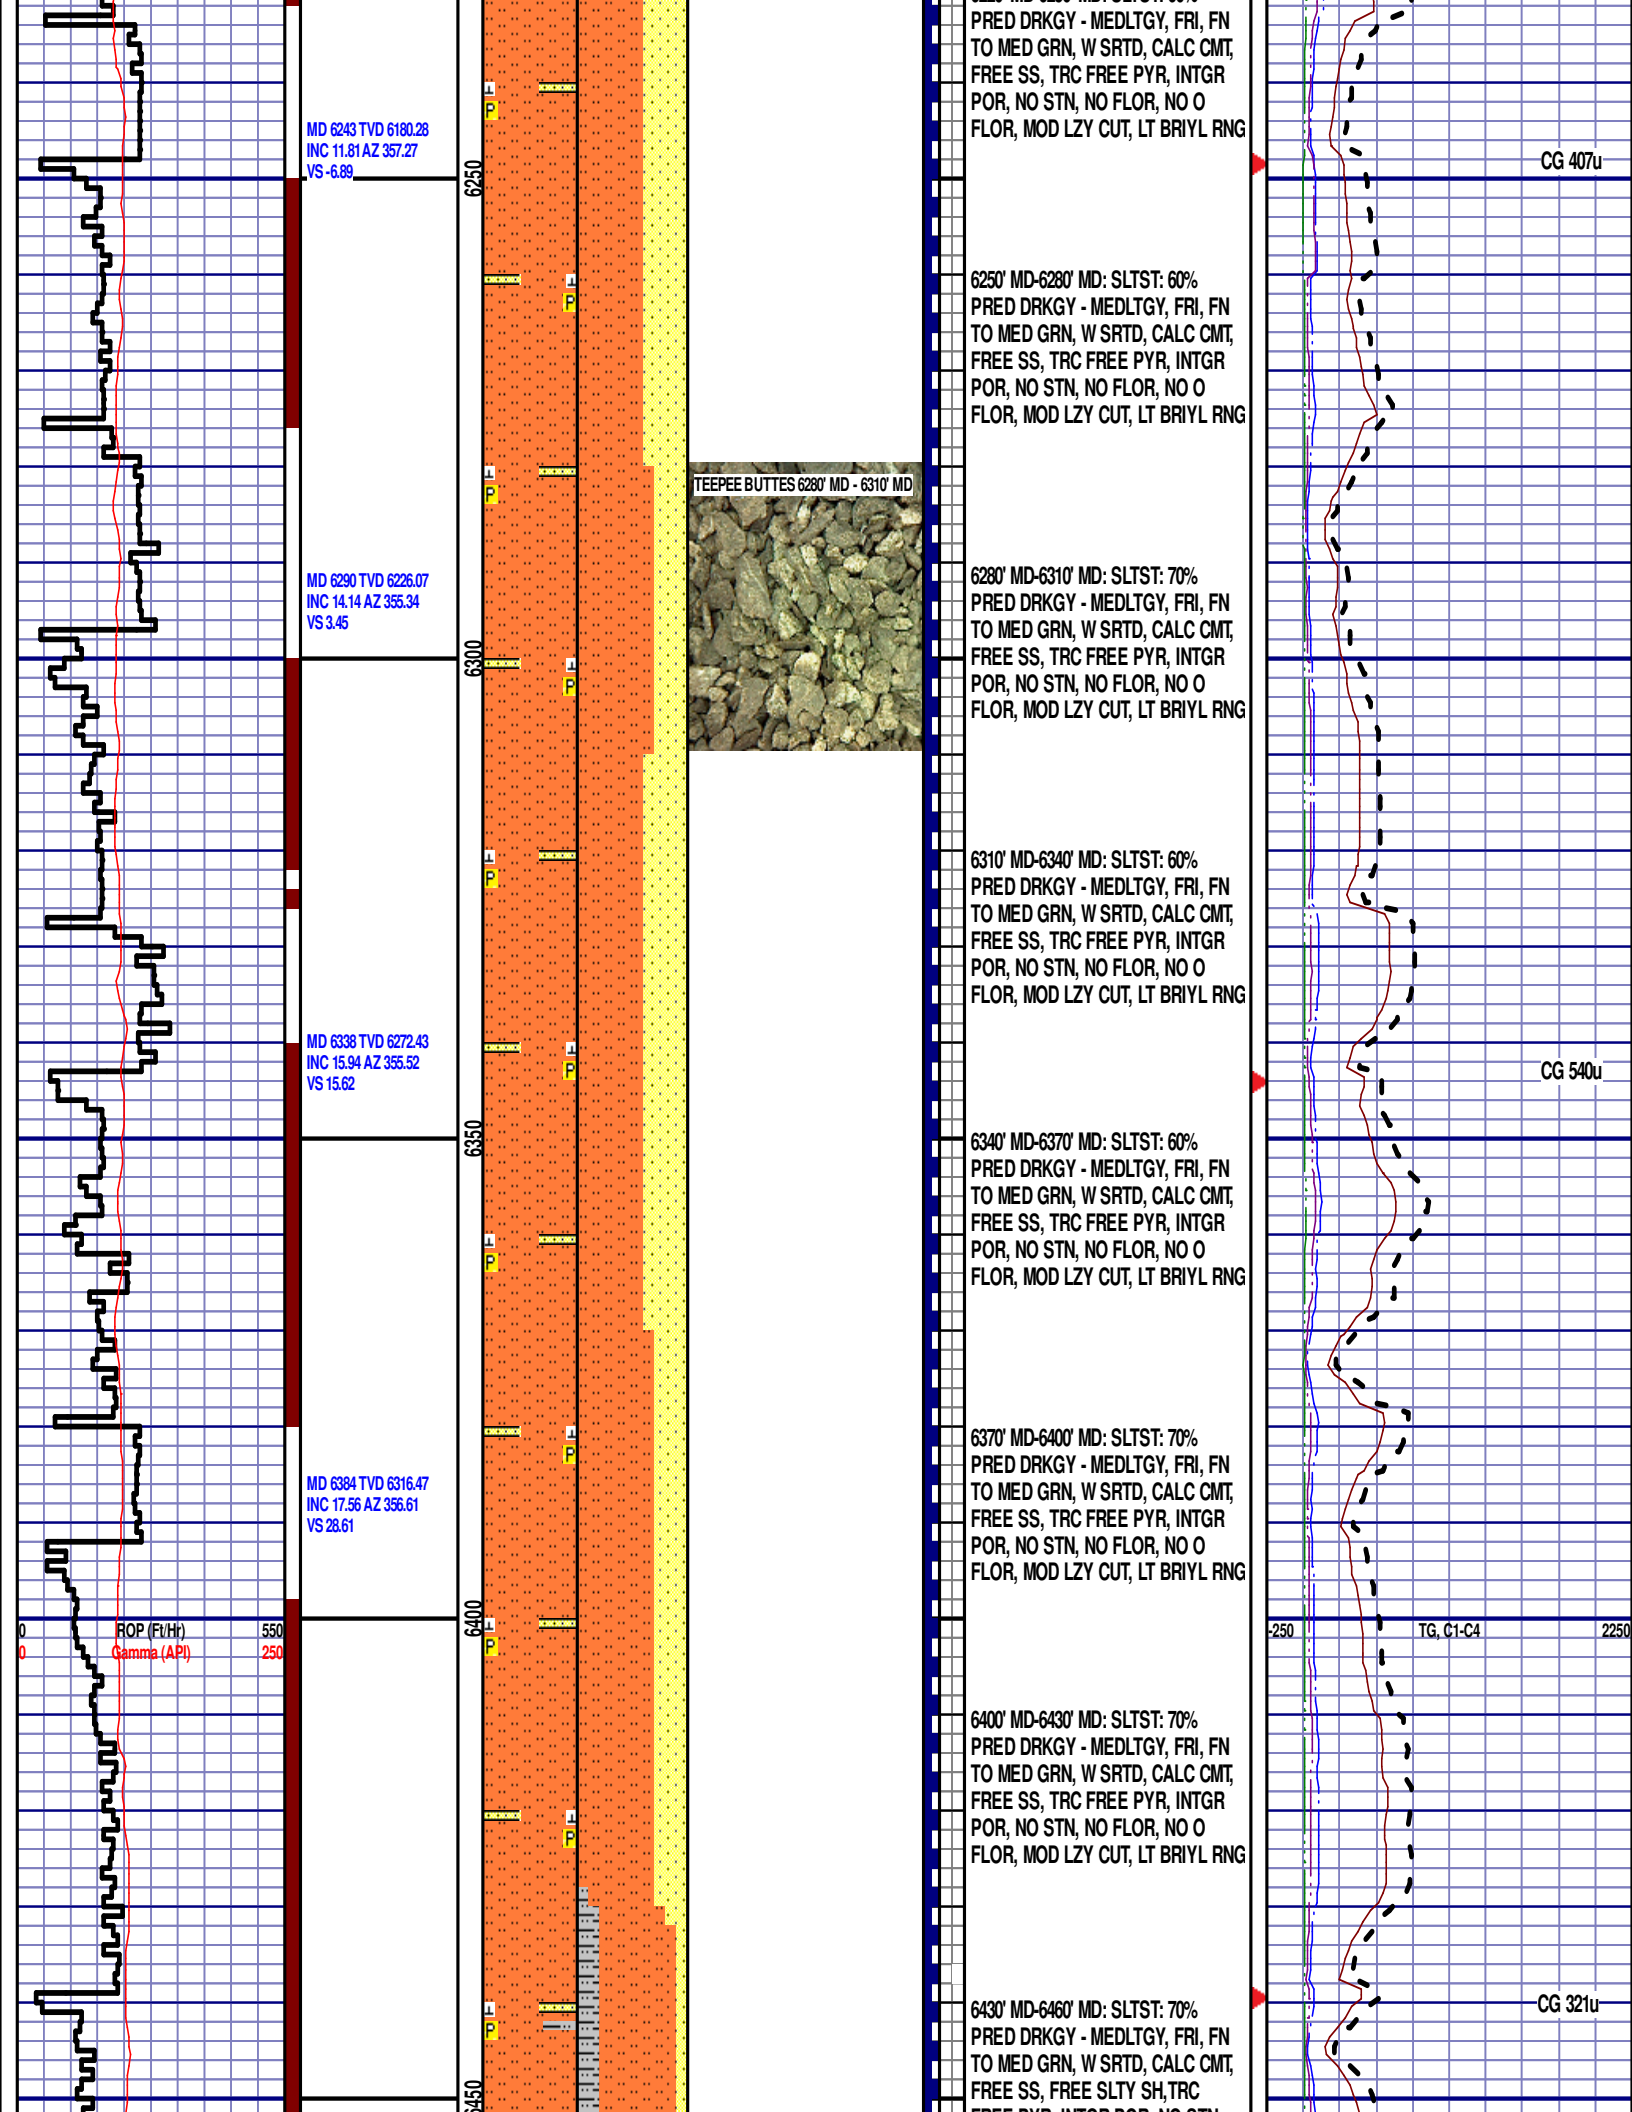 PRED DRKGY - MEDLTGY, FRI, FN
TO MED GRN, W SRTD, CALC CMT,
FREE SS, TRC FREE PYR, INTGR
POR, NO STN, NO FLOR, NO O
FLOR, MOD LZY CUT, LT BRIYL RNG
MD 6243 TVD 6180.28
INC 11.81 AZ 357.27
VS -6.89
6250
CG 407u
6250' MD-6280' MD: SLTST: 60%
PRED DRKGY - MEDLTGY, FRI, FN
TO MED GRN, W SRTD, CALC CMT,
FREE SS, TRC FREE PYR, INTGR
POR, NO STN, NO FLOR, NO O
FLOR, MOD LZY CUT, LT BRIYL RNG
TEEPEE BUTTES 6280' MD - 6310' MD
MD 6290 TVD 6226.07
INC 14.14 AZ 355.34
VS 3.45
6300
6280' MD-6310' MD: SLTST: 70%
PRED DRKGY - MEDLTGY, FRI, FN
TO MED GRN, W SRTD, CALC CMT,
FREE SS, TRC FREE PYR, INTGR
POR, NO STN, NO FLOR, NO O
FLOR, MOD LZY CUT, LT BRIYL RNG
6310' MD-6340' MD: SLTST: 60%
PRED DRKGY - MEDLTGY, FRI, FN
TO MED GRN, W SRTD, CALC CMT,
FREE SS, TRC FREE PYR, INTGR
POR, NO STN, NO FLOR, NO O
FLOR, MOD LZY CUT, LT BRIYL RNG
MD 6338 TVD 6272.43
INC 15.94 AZ 355.52
VS 15.62
CG 540u
6350
6340' MD-6370' MD: SLTST: 60%
PRED DRKGY - MEDLTGY, FRI, FN
TO MED GRN, W SRTD, CALC CMT,
FREE SS, TRC FREE PYR, INTGR
POR, NO STN, NO FLOR, NO O
FLOR, MOD LZY CUT, LT BRIYL RNG
6370' MD-6400' MD: SLTST: 70%
PRED DRKGY - MEDLTGY, FRI, FN
TO MED GRN, W SRTD, CALC CMT,
FREE SS, TRC FREE PYR, INTGR
POR, NO STN, NO FLOR, NO O
FLOR, MOD LZY CUT, LT BRIYL RNG
MD 6384 TVD 6316.47
INC 17.56 AZ 356.61
VS 28.61
6400
0 ROP (Ft/Hr) 550
0 Gamma (API) 250
-250 TG, C1-C4 2250
6400' MD-6430' MD: SLTST: 70%
PRED DRKGY - MEDLTGY, FRI, FN
TO MED GRN, W SRTD, CALC CMT,
FREE SS, TRC FREE PYR, INTGR
POR, NO STN, NO FLOR, NO O
FLOR, MOD LZY CUT, LT BRIYL RNG
CG 321u
6430' MD-6460' MD: SLTST: 70%
PRED DRKGY - MEDLTGY, FRI, FN
TO MED GRN, W SRTD, CALC CMT,
FREE SS, FREE SLTY SH,TRC
P
P
P
P
P
P
P
P
P
P
P